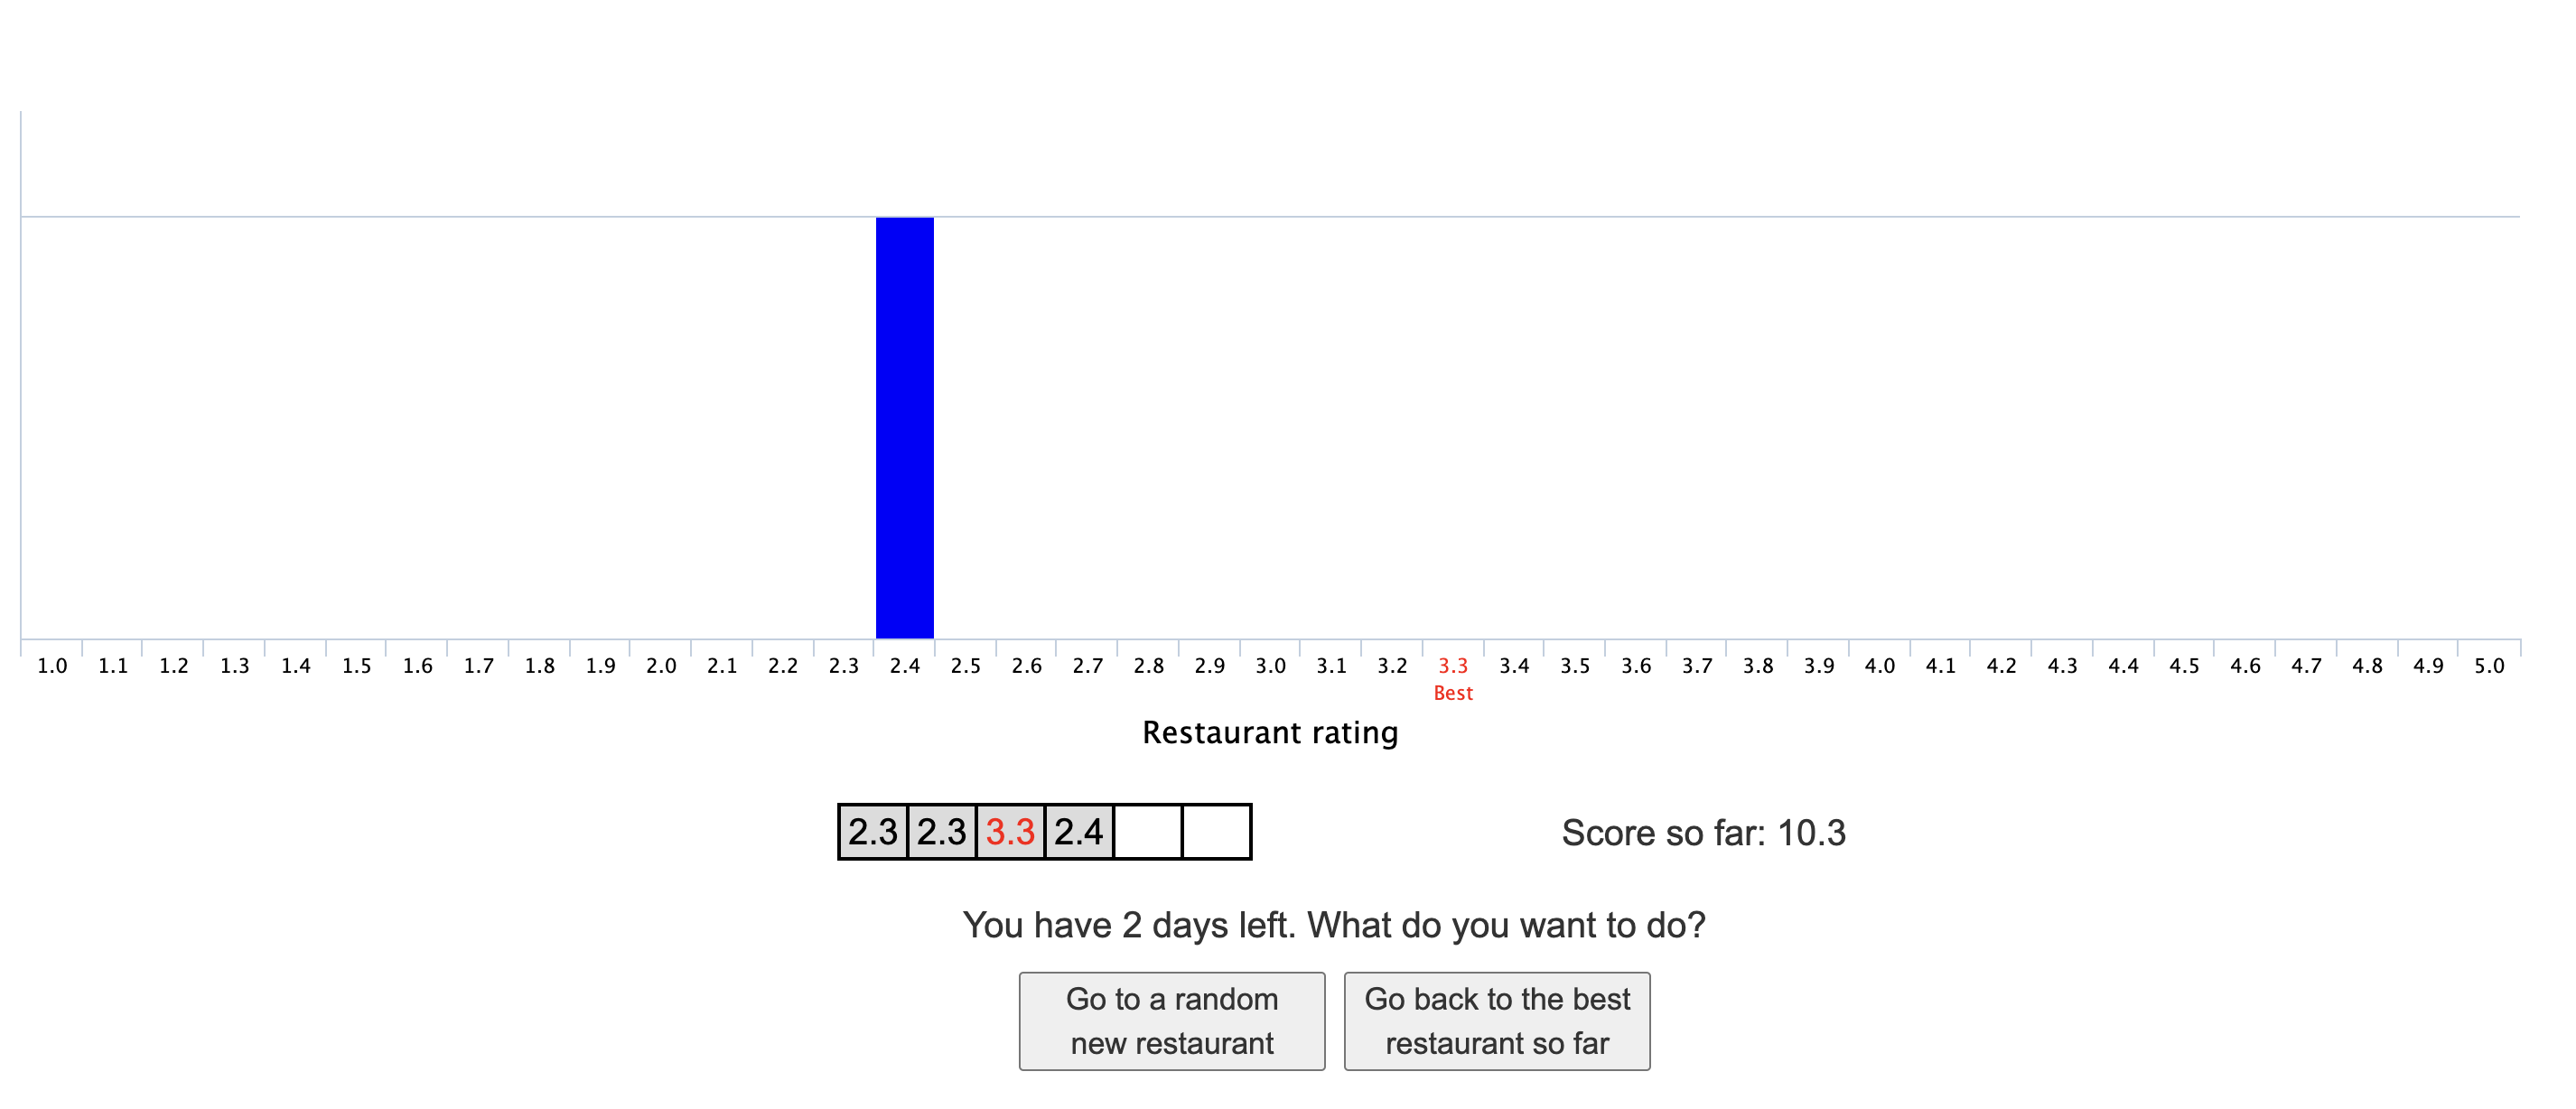 1.0 1.1 1.2 1.3 1.4 1.5 1.6 1.7 1.8 1.9 2.0 2.1 2.2 2.3 2.4 2.5 2.6 2.7 2.8 2.9 3.0 3.1 3.2 3.3 3.4 3.5 3.6 3.7 3.8 3.9 4.0 4.1 4.2 4.3 4.4 4.5 4.6 4.7 4.8 4.9 5.0
Best
Restaurant rating
2.3 2.3 3.3 2.4
Score so far: 10.3
You have 2 days left. What do you want to do?
Go to a random
new restaurant
Go back to the best
restaurant so far